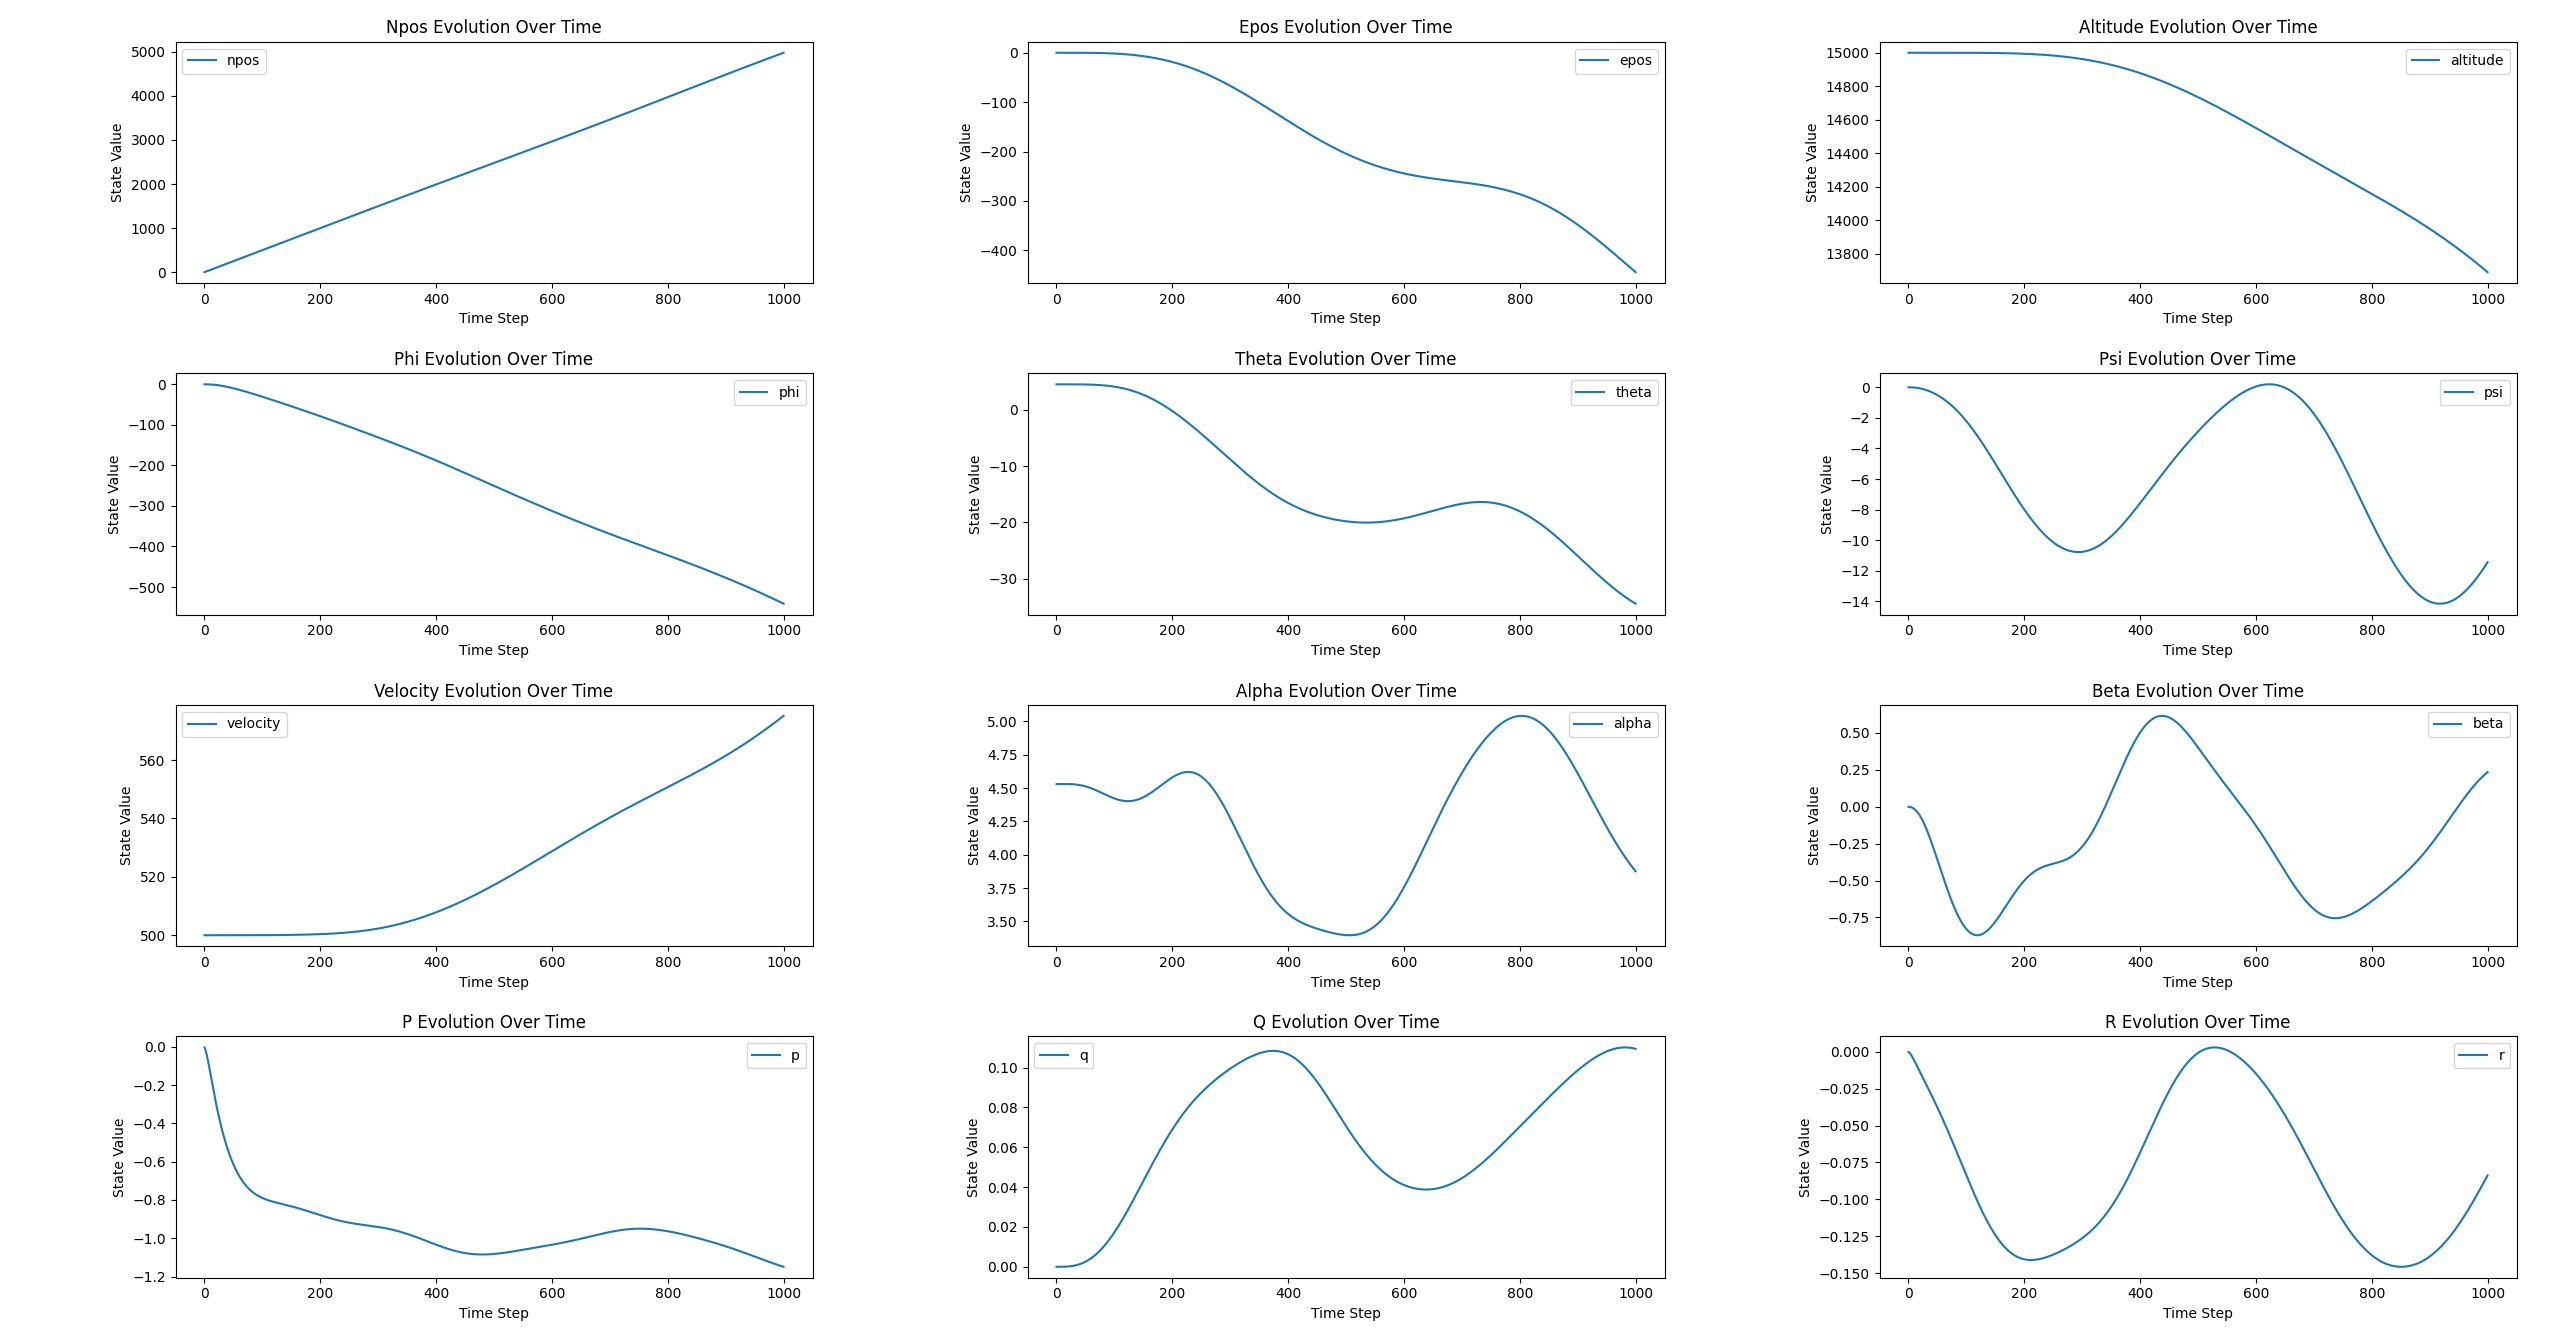 Npos Evolution Over Time
5000
4000
3000
2000
1000
0
State Value
npos
0 200 400 600 800 1000
Time Step
Epos Evolution Over Time
0
−100
−200
−300
−400
State Value
epos
0 200 400 600 800 1000
Time Step
Altitude Evolution Over Time
15000
14800
14600
14400
14200
14000
13800
State Value
altitude
0 200 400 600 800 1000
Time Step
Phi Evolution Over Time
0
−100
−200
−300
−400
−500
State Value
phi
0 200 400 600 800 1000
Time Step
Theta Evolution Over Time
0
−10
−20
−30
State Value
theta
0 200 400 600 800 1000
Time Step
Psi Evolution Over Time
0
−2
−4
−6
−8
−10
−12
−14
State Value
psi
0 200 400 600 800 1000
Time Step
Velocity Evolution Over Time
560
540
520
500
State Value
velocity
0 200 400 600 800 1000
Time Step
Alpha Evolution Over Time
5.00
4.75
4.50
4.25
4.00
3.75
3.50
State Value
alpha
0 200 400 600 800 1000
Time Step
Beta Evolution Over Time
0.50
0.25
0.00
−0.25
−0.50
−0.75
State Value
beta
0 200 400 600 800 1000
Time Step
P Evolution Over Time
0.0
−0.2
−0.4
−0.6
−0.8
−1.0
−1.2
State Value
p
0 200 400 600 800 1000
Time Step
Q Evolution Over Time
0.10
0.08
0.06
0.04
0.02
0.00
State Value
q
0 200 400 600 800 1000
Time Step
R Evolution Over Time
0.000
−0.025
−0.050
−0.075
−0.100
−0.125
−0.150
State Value
r
0 200 400 600 800 1000
Time Step